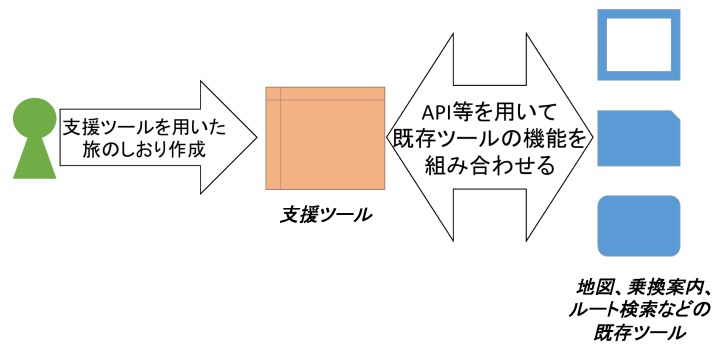 支援ツールを用いた
旅のしおり作成
支援ツール
API等を用いて
既存ツールの機能を
組み合わせる
地図、乗換案内、
ルート検索などの
既存ツール